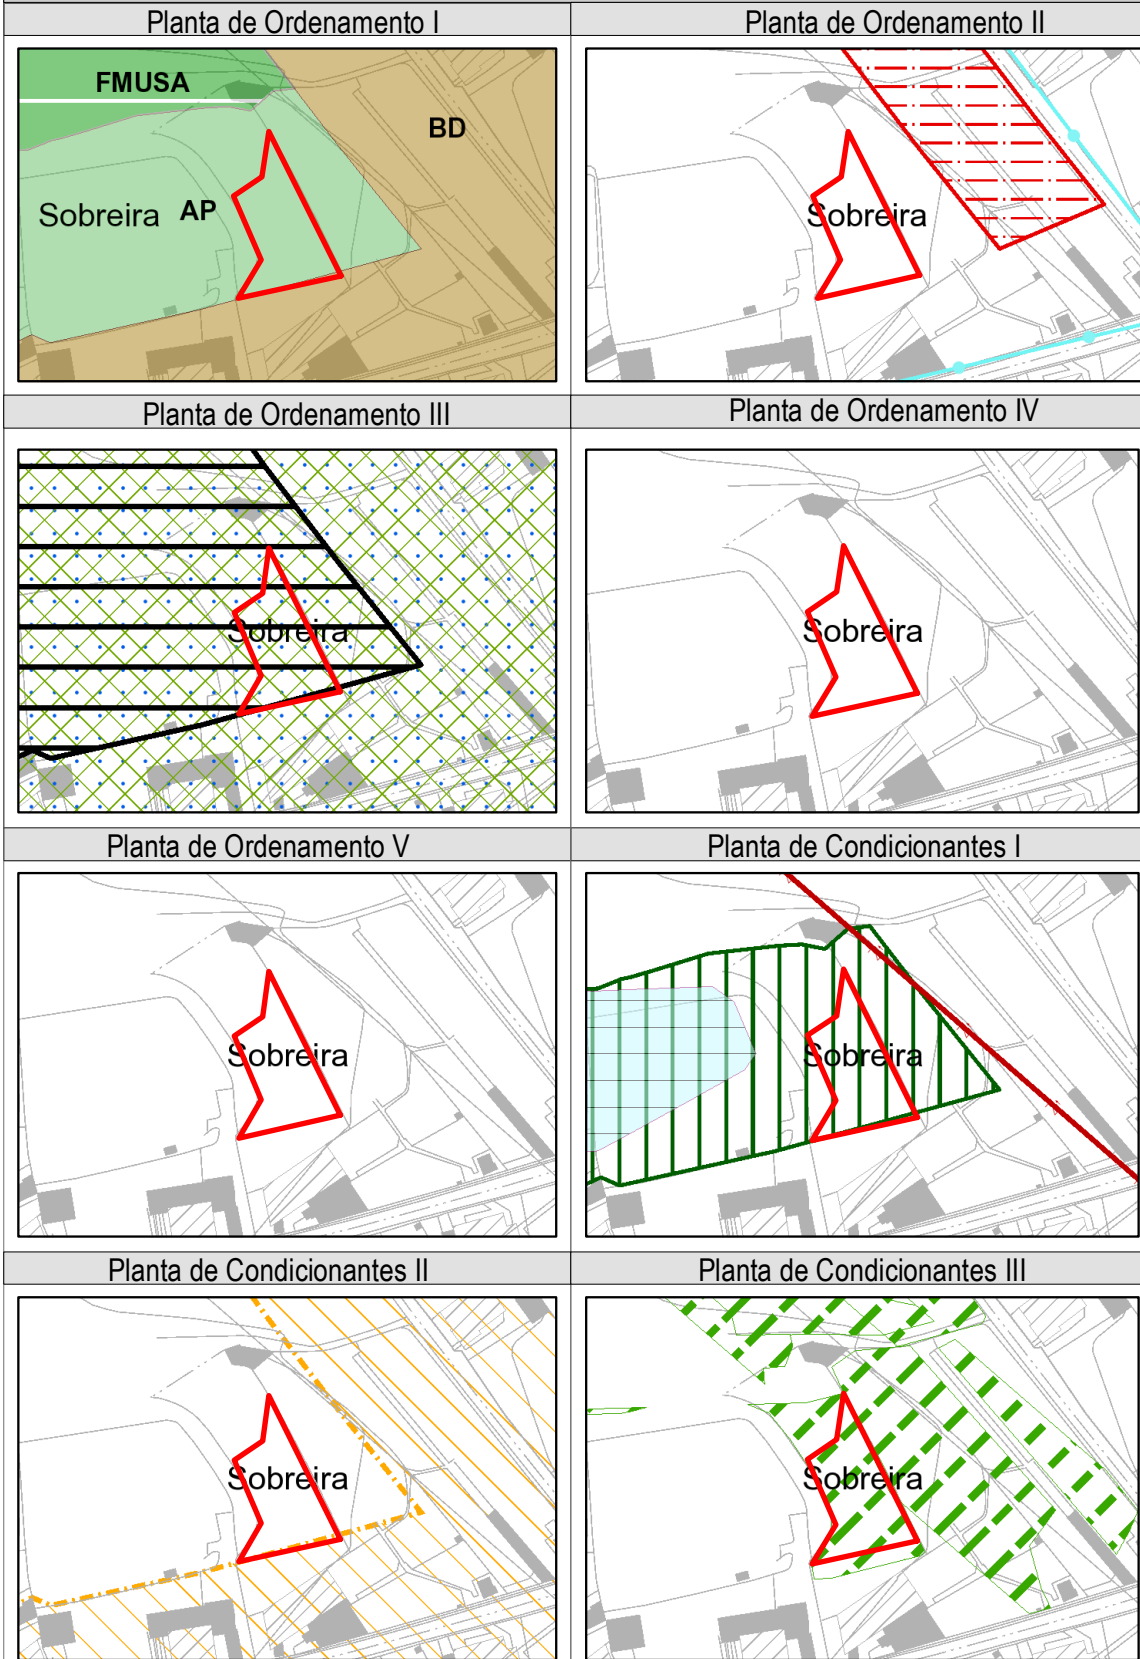 Planta de Ordenamento I
Planta de Ordenamento II
FMUSA
BD
Sobreira
AP
Sobreira
Planta de Ordenamento III
Planta de Ordenamento IV
Sobreira
Sobreira
Planta de Ordenamento V
Planta de Condicionantes I
Sobreira
Sobreira
Planta de Condicionantes II
Planta de Condicionantes III
Sobreira
Sobreira